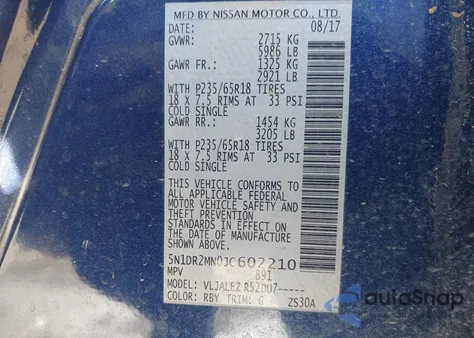 MFD BY NISSAN MOTOR CO., LTD.
DATE: 08/17
GVWR: 2715 KG
5986 LB
GAWR FR.: 1325 KG
2921 LB
WITH P235/65R18 TIRES
18 X 7.5 RIMS AT 33 PSI
COLD SINGLE
GAWR RR.: 1454 KG
3205 LB
WITH P235/65R18 TIRES
18 X 7.5 RIMS AT 33 PSI
COLD SINGLE
THIS VEHICLE CONFORMS TO
ALL APPLICABLE FEDERAL
MOTOR VEHICLE SAFETY AND
THEFT PREVENTION
STANDARDS IN EFFECT ON
THE DATE OF MANUFACTURE
SHOWN ABOVE.
5N1DR2MN0JC602210
MPV 89I
MODEL: VLJALEZ R52DU7-----
COLOR: RBY TRIM: G ZS30A
autoSnap